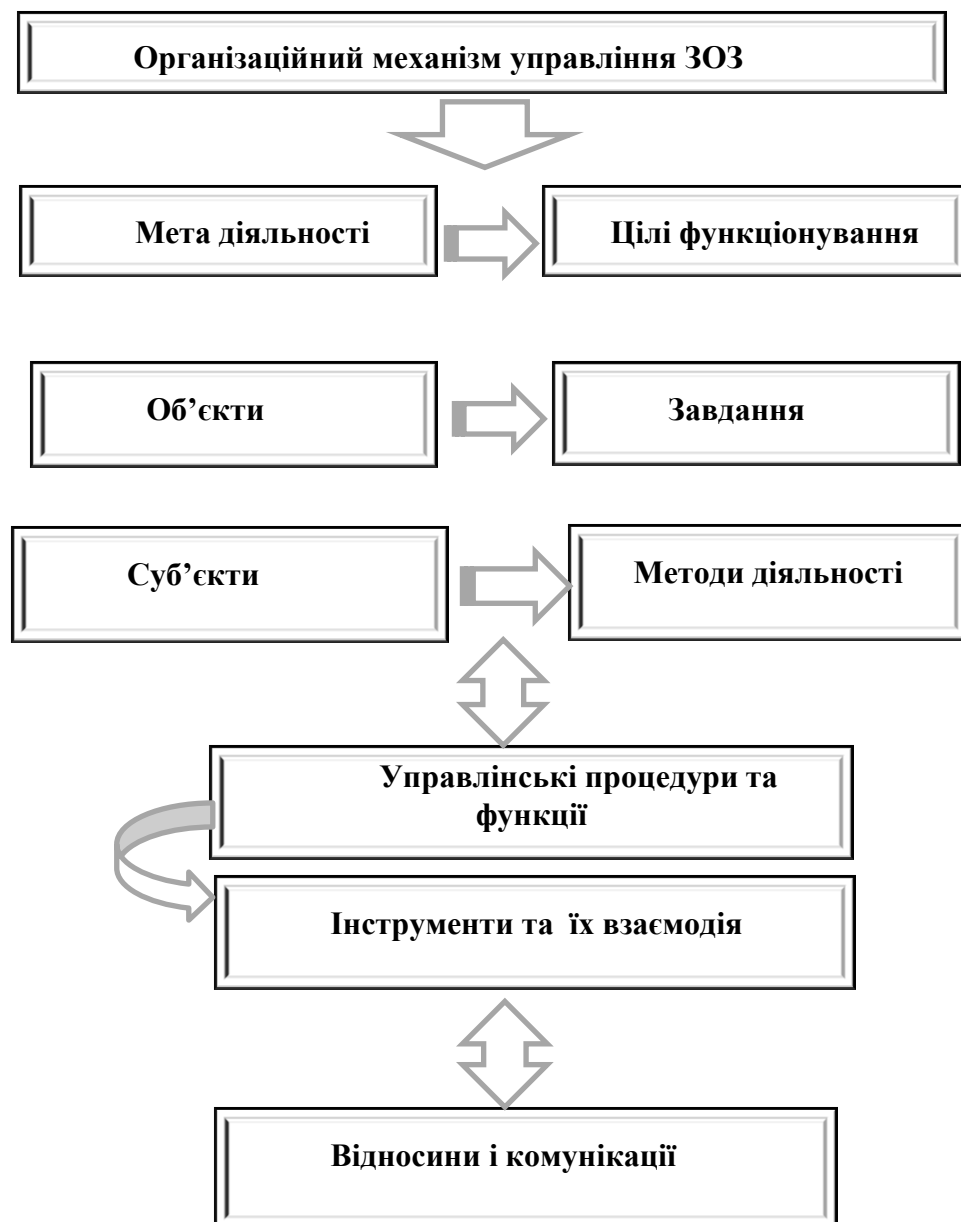 Організаційний механізм управління ЗОЗ
Мета діяльності
Цілі функціонування
Об’єкти
Завдання
Суб’єкти
Методи діяльності
Управлінські процедури та
функції
Інструменти та їх взаємодія
Відносини і комунікації